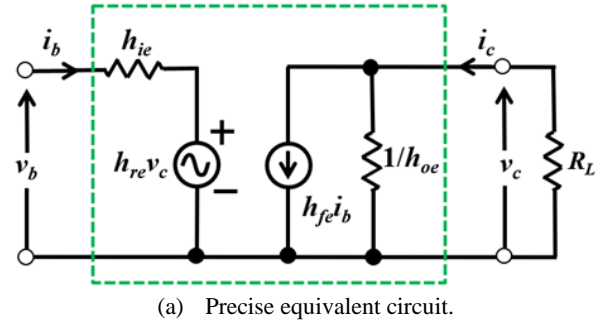 i_b h_ie i_c
+
v_b h_re v_c 1/h_oe v_c R_L
−
h_fe i_b
(a) Precise equivalent circuit.